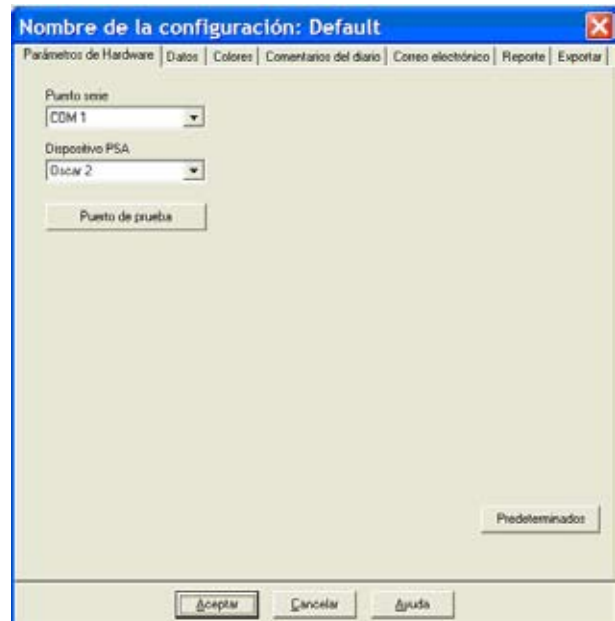 Nombre de la configuración: Default
Parámetros de Hardware Datos Colores Comentarios del diario Correo electrónico Reporte Exportar
Puerto serie
COM 1
Dispositivo PSA
Oscar 2
Puerto de prueba
Predeterminados
Aceptar Cancelar Ayuda